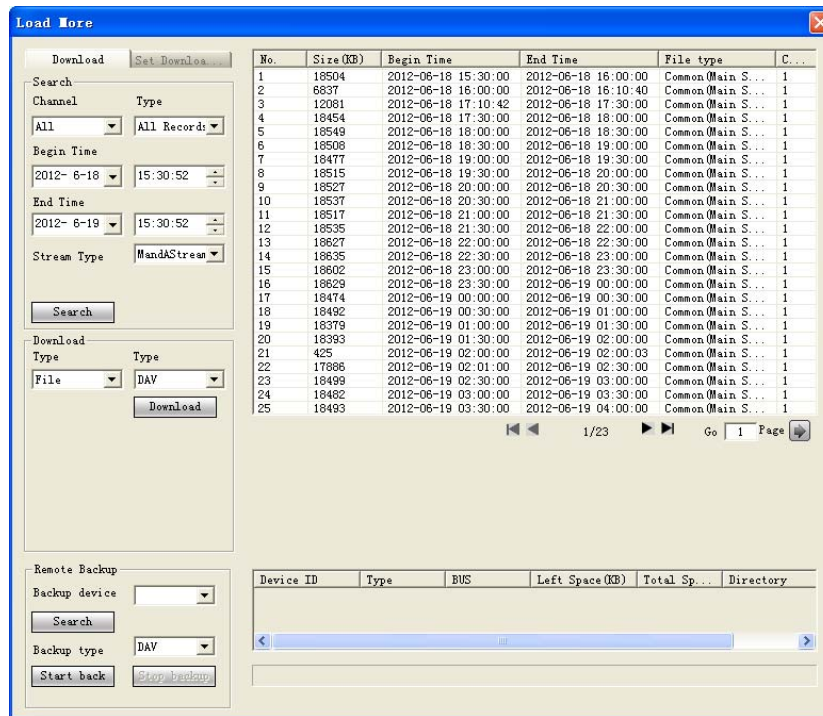 Load More
Download Set Downloa...
Search
Channel Type
All All Records
Begin Time
2012- 6-18 15:30:52
End Time
2012- 6-19 15:30:52
Stream Type MandAStream
Search
Download
Type Type
File DAV
Download
No. Size(KB) Begin Time End Time File type C...
1 18504 2012-06-18 15:30:00 2012-06-18 16:00:00 Common(Main S... 1
2 6837 2012-06-18 16:00:00 2012-06-18 16:10:40 Common(Main S... 1
3 12081 2012-06-18 17:10:42 2012-06-18 17:30:00 Common(Main S... 1
4 18454 2012-06-18 17:30:00 2012-06-18 18:00:00 Common(Main S... 1
5 18549 2012-06-18 18:00:00 2012-06-18 18:30:00 Common(Main S... 1
6 18508 2012-06-18 18:30:00 2012-06-18 19:00:00 Common(Main S... 1
7 18477 2012-06-18 19:00:00 2012-06-18 19:30:00 Common(Main S... 1
8 18515 2012-06-18 19:30:00 2012-06-18 20:00:00 Common(Main S... 1
9 18527 2012-06-18 20:00:00 2012-06-18 20:30:00 Common(Main S... 1
10 18537 2012-06-18 20:30:00 2012-06-18 21:00:00 Common(Main S... 1
11 18517 2012-06-18 21:00:00 2012-06-18 21:30:00 Common(Main S... 1
12 18535 2012-06-18 21:30:00 2012-06-18 22:00:00 Common(Main S... 1
13 18627 2012-06-18 22:00:00 2012-06-18 22:30:00 Common(Main S... 1
14 18635 2012-06-18 22:30:00 2012-06-18 23:00:00 Common(Main S... 1
15 18602 2012-06-18 23:00:00 2012-06-18 23:30:00 Common(Main S... 1
16 18629 2012-06-18 23:30:00 2012-06-19 00:00:00 Common(Main S... 1
17 18474 2012-06-19 00:00:00 2012-06-19 00:30:00 Common(Main S... 1
18 18492 2012-06-19 00:30:00 2012-06-19 01:00:00 Common(Main S... 1
19 18379 2012-06-19 01:00:00 2012-06-19 01:30:00 Common(Main S... 1
20 18393 2012-06-19 01:30:00 2012-06-19 02:00:00 Common(Main S... 1
21 425 2012-06-19 02:00:00 2012-06-19 02:00:03 Common(Main S... 1
22 17886 2012-06-19 02:01:00 2012-06-19 02:30:00 Common(Main S... 1
23 18499 2012-06-19 02:30:00 2012-06-19 03:00:00 Common(Main S... 1
24 18482 2012-06-19 03:00:00 2012-06-19 03:30:00 Common(Main S... 1
25 18493 2012-06-19 03:30:00 2012-06-19 04:00:00 Common(Main S... 1
1/23 Go 1 Page
Remote Backup
Backup device
Search
Backup type DAV
Start back Stop backup
Device ID Type BUS Left Space(KB) Total Sp... Directory